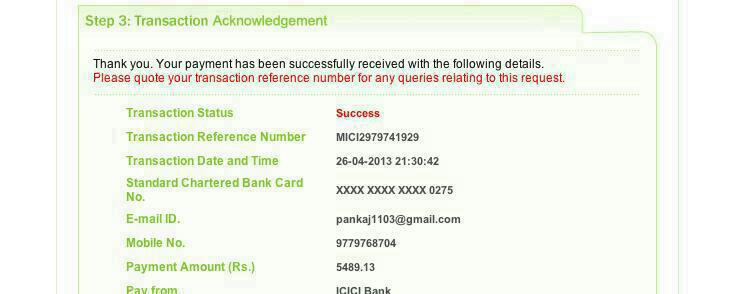 Step 3: Transaction Acknowledgement
Thank you. Your payment has been successfully received with the following details.
Please quote your transaction reference number for any queries relating to this request.
Transaction Status Success
Transaction Reference Number MICI2979741929
Transaction Date and Time 26-04-2013 21:30:42
Standard Chartered Bank Card
No. XXXX XXXX XXXX 0275
E-mail ID. pankaj1103@gmail.com
Mobile No. 9779768704
Payment Amount (Rs.) 5489.13
Pay from ICICI Bank